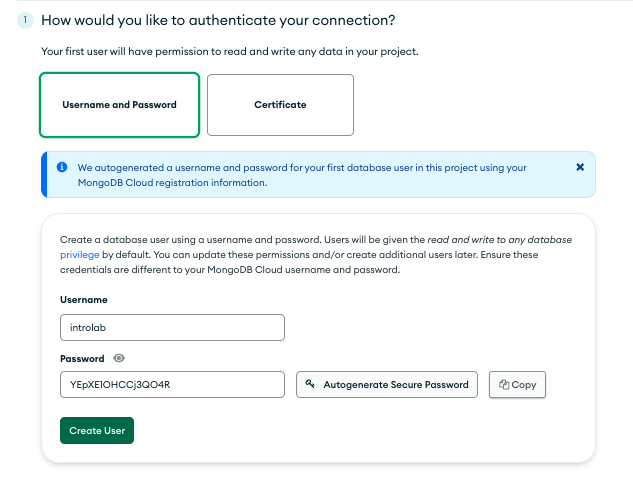 1 How would you like to authenticate your connection?
Your first user will have permission to read and write any data in your project.
Username and Password
Certificate
We autogenerated a username and password for your first database user in this project using your
MongoDB Cloud registration information.
Create a database user using a username and password. Users will be given the read and write to any database
privilege by default. You can update these permissions and/or create additional users later. Ensure these
credentials are different to your MongoDB Cloud username and password.
Username
introlab
Password
YEpXElOHCCj3QO4R
Autogenerate Secure Password
Copy
Create User